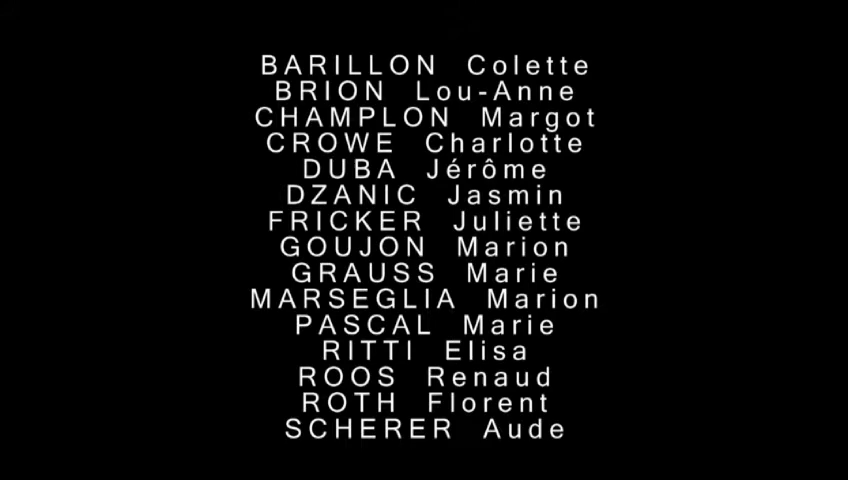 BARILLON Colette
BRION Lou-Anne
CHAMPLON Margot
CROWE Charlotte
DUBA Jérôme
DZANIC Jasmin
FRICKER Juliette
GOUJON Marion
GRAUSS Marie
MARSEGLIA Marion
PASCAL Marie
RITTI Elisa
ROOS Renaud
ROTH Florent
SCHERER Aude